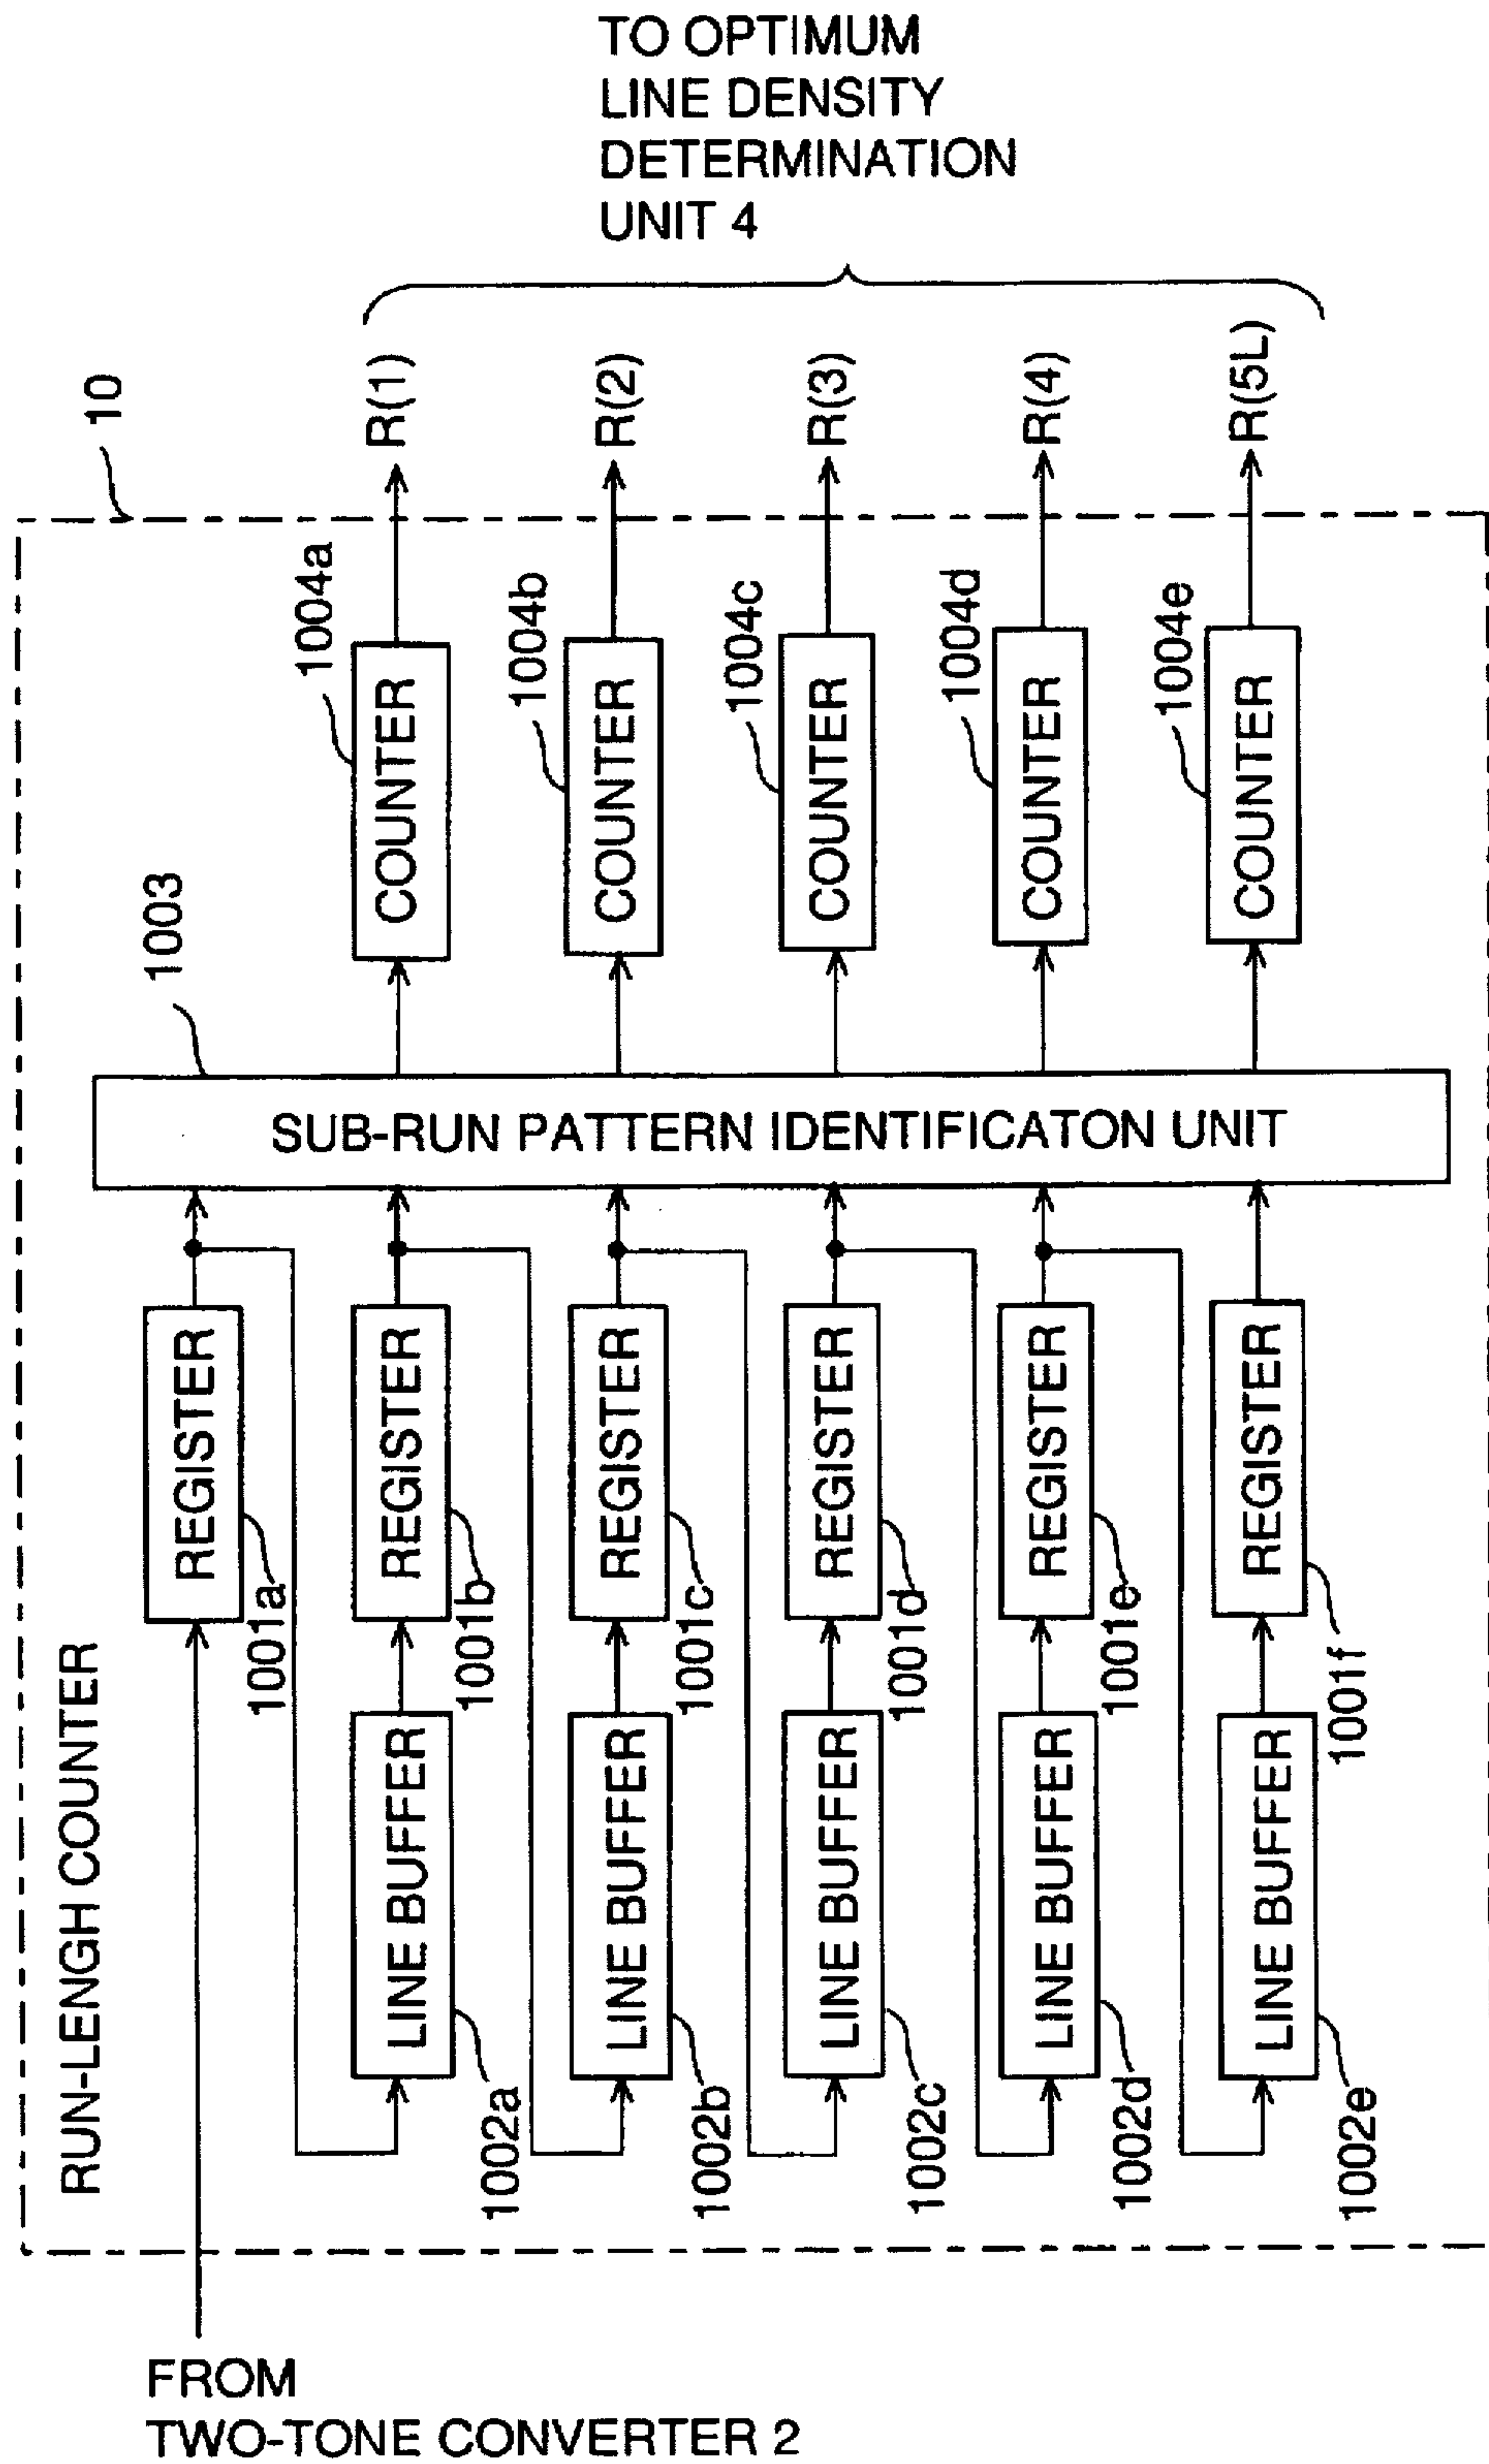 TO OPTIMUM
LINE DENSITY
DETERMINATION
UNIT 4
10
R(1)
R(2)
R(3)
R(4)
R(5L)
1004a
1004b
1004c
1004d
1004e
COUNTER
COUNTER
COUNTER
COUNTER
COUNTER
1003
SUB-RUN PATTERN IDENTIFICATON UNIT
REGISTER
REGISTER
REGISTER
REGISTER
REGISTER
REGISTER
1001a
1001b
1001c
1001d
1001e
1001f
RUN-LENGH COUNTER
LINE BUFFER
LINE BUFFER
LINE BUFFER
LINE BUFFER
LINE BUFFER
1002a
1002b
1002c
1002d
1002e
FROM
TWO-TONE CONVERTER 2